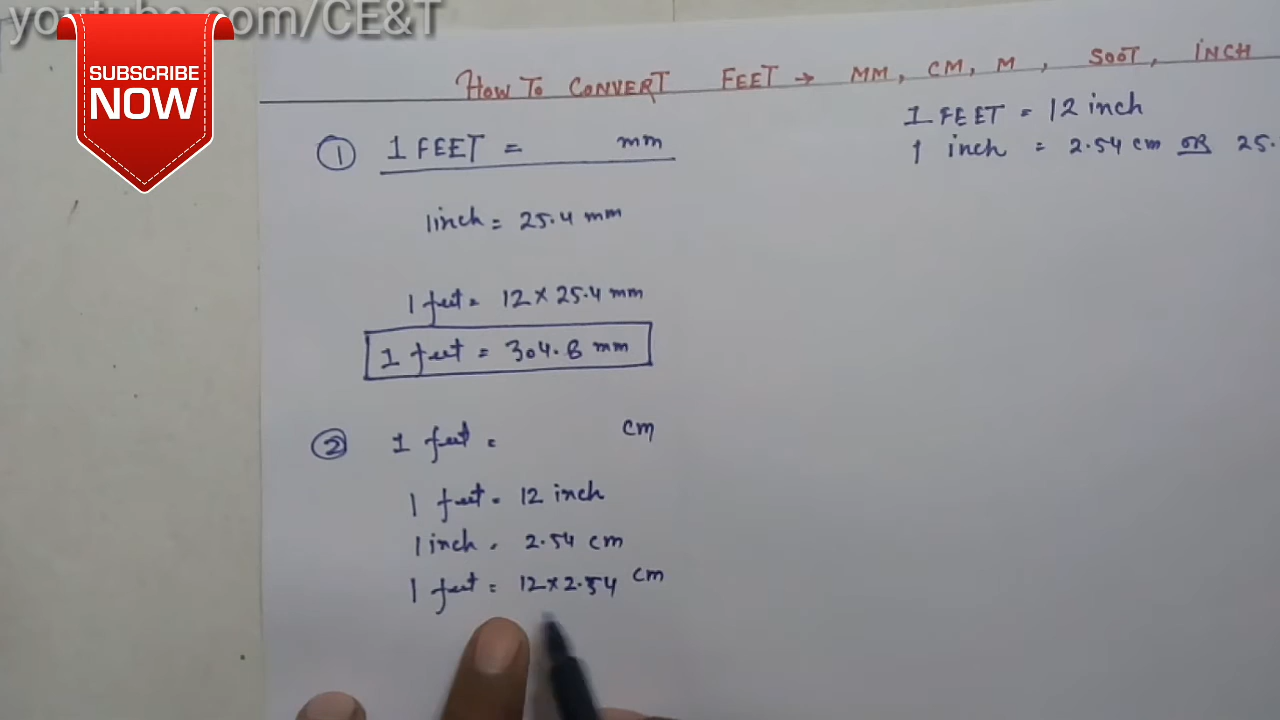 youtube.com/CE&T
SUBSCRIBE
NOW
HOW TO CONVERT FEET → MM, CM, M, SOOT, INCH
1 FEET = 12 inch
1 inch = 2.54 cm OR 25.
① 1 FEET = mm
1inch = 25.4 mm
1 feet = 12 × 25.4 mm
1 feet = 304.8 mm
② 1 feet = cm
1 feet = 12 inch
1 inch = 2.54 cm
1 feet = 12×2.54 cm